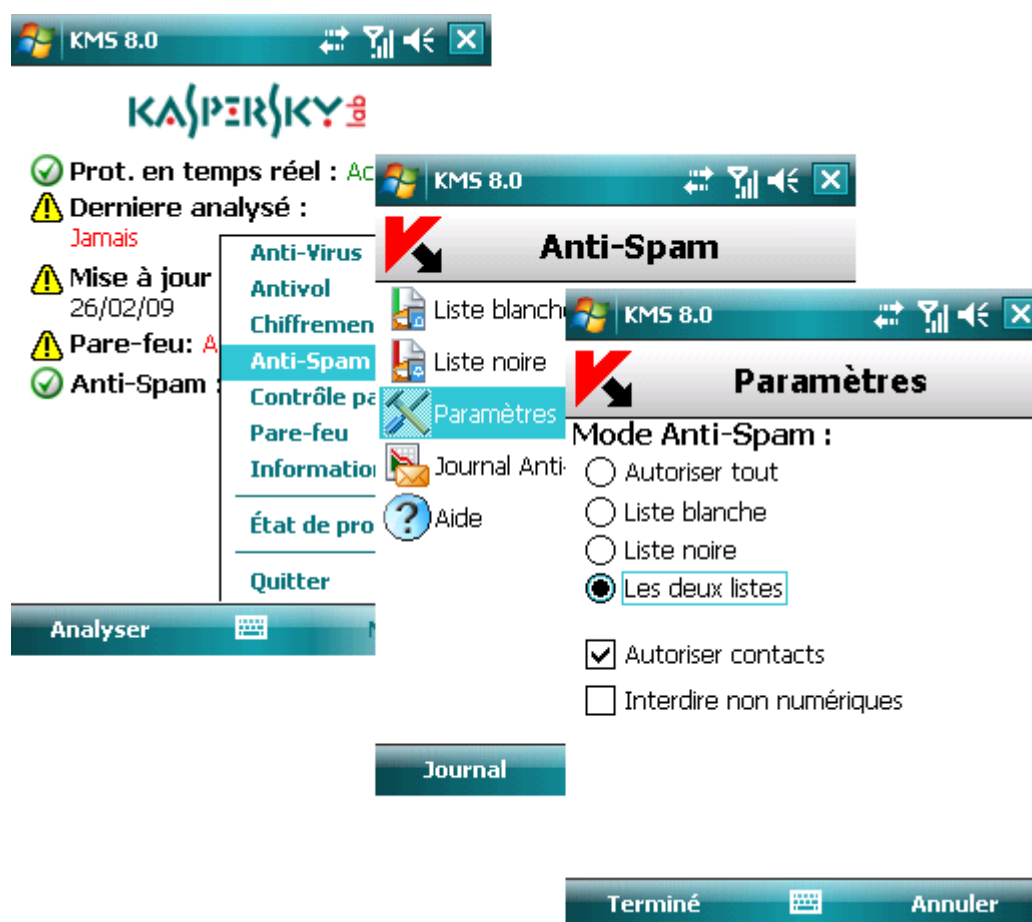 KMS 8.0
KASPERSKY lab
Prot. en temps réel : Ac
Derniere analysé :
Jamais
Mise à jour
26/02/09
Pare-feu: A
Anti-Spam :
Anti-Virus
Antivol
Chiffremen
Anti-Spam
Contrôle pa
Pare-feu
Information
État de pro
Quitter
Analyser
KMS 8.0
Anti-Spam
Liste blanche
Liste noire
Paramètres
Journal Anti-
Aide
Journal
KMS 8.0
Paramètres
Mode Anti-Spam :
Autoriser tout
Liste blanche
Liste noire
Les deux listes
Autoriser contacts
Interdire non numériques
Terminé
Annuler